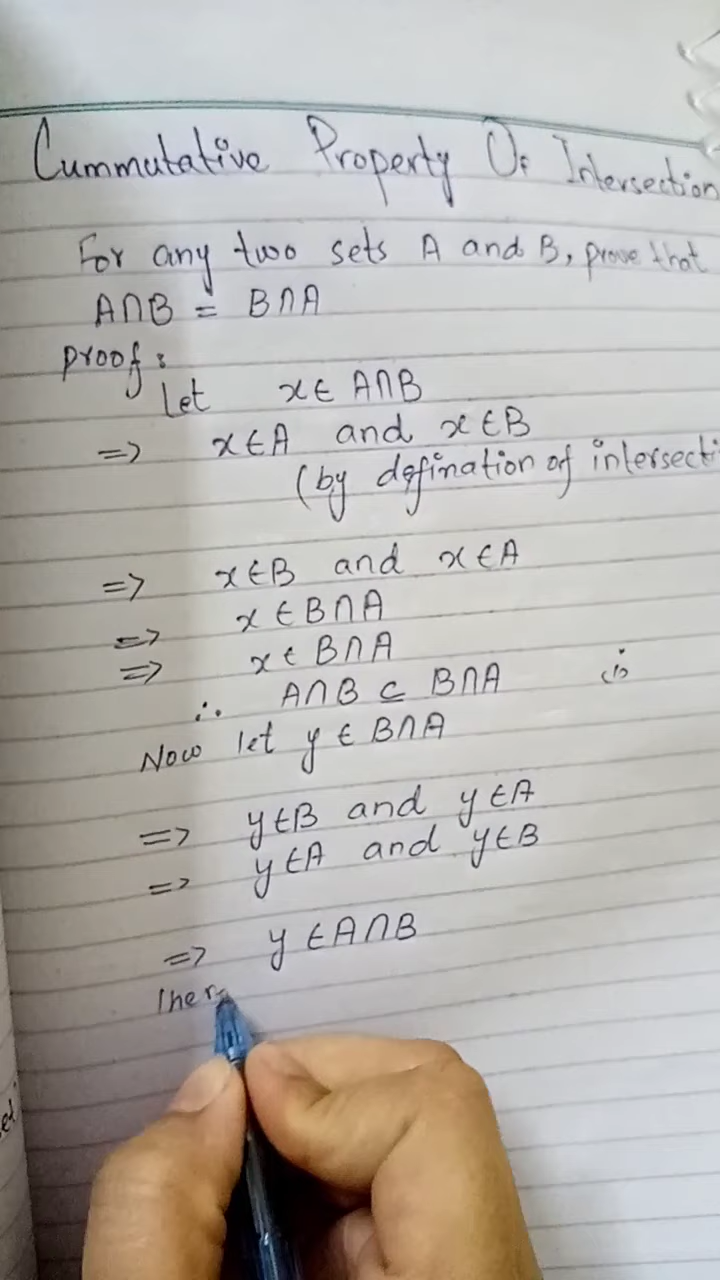 Cummutative Property Of Intersection
For any two sets A and B, prove that
A∩B = B∩A
Proof:
Let x∈ A∩B
=> x∈A and x∈B
(by defination of intersecti
=> x∈B and x∈A
=> x∈B∩A
=> x∈B∩A
∴ A∩B ⊆ B∩A (i)
Now let y ∈ B∩A
=> y∈B and y∈A
=> y∈A and y∈B
=> y∈A∩B
Ther